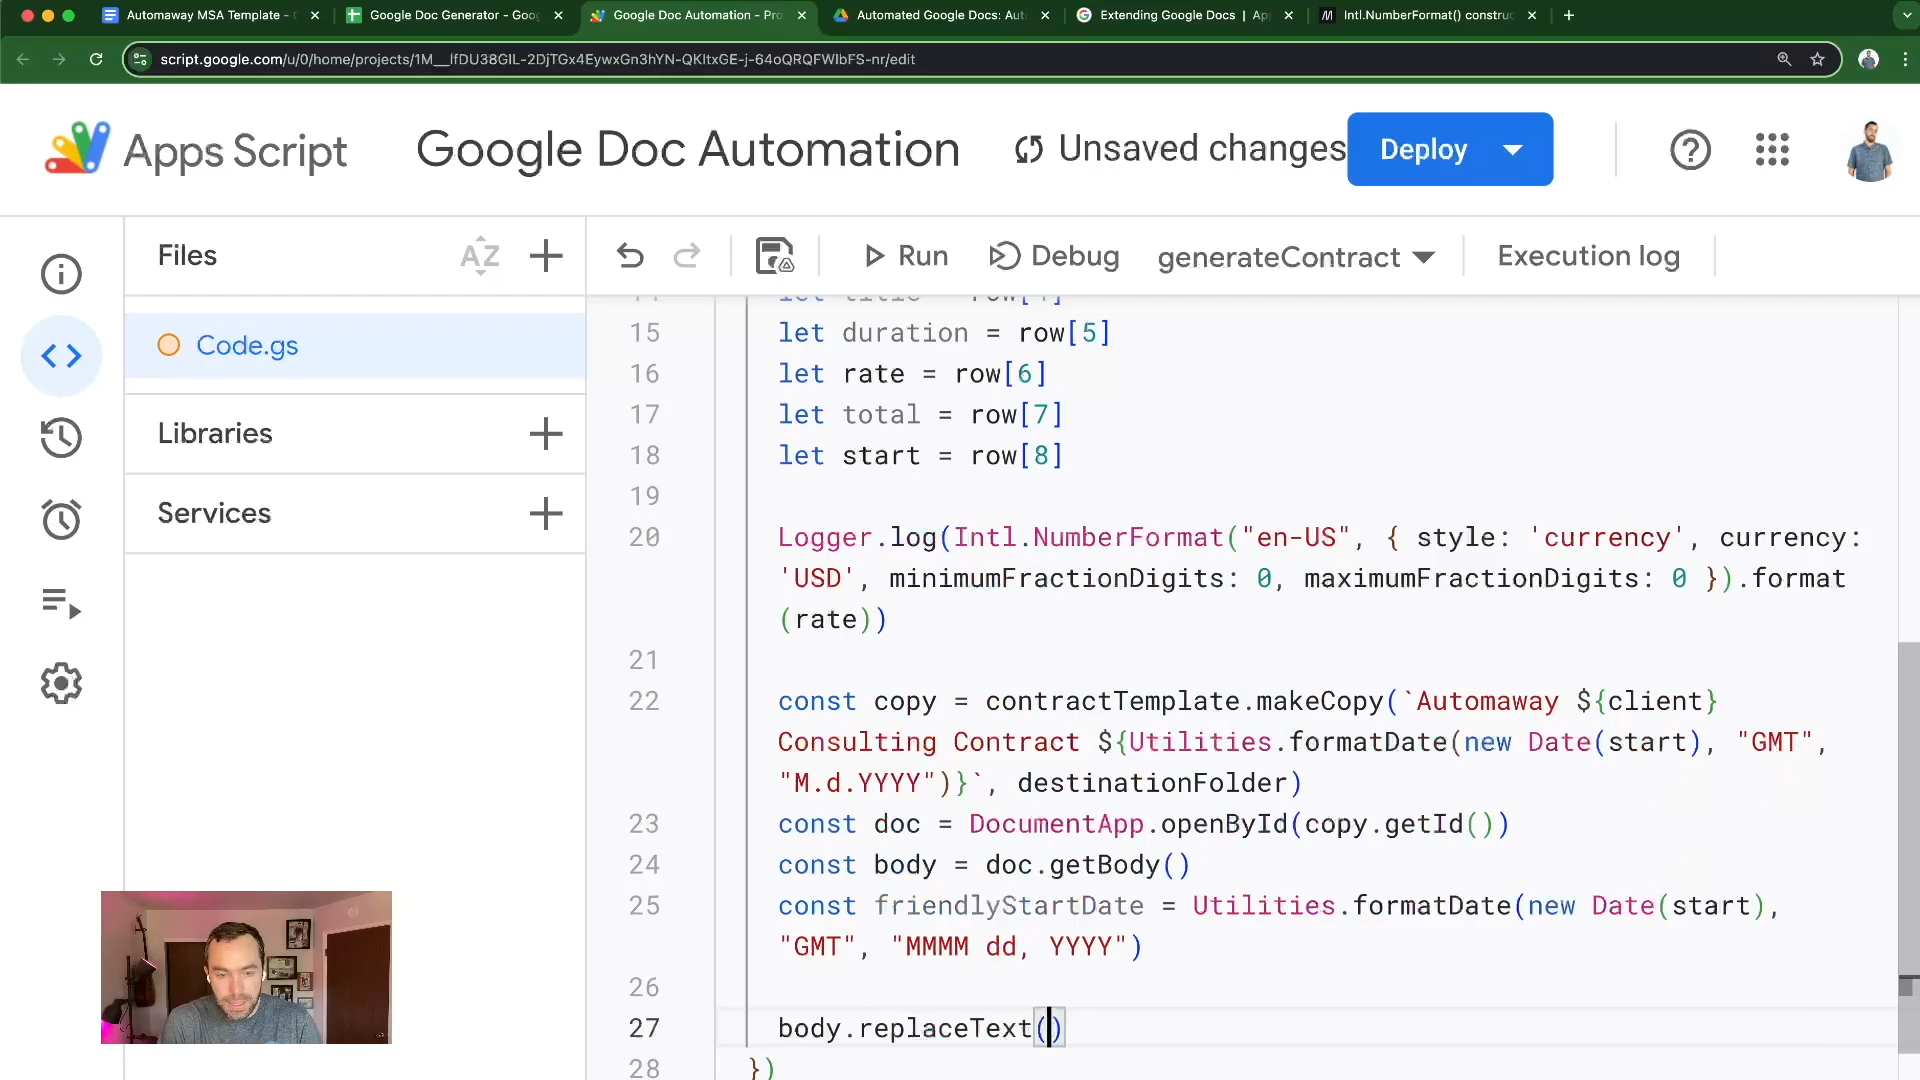 Automaway MSA Template -
Google Doc Generator - Goo
Google Doc Automation - Pro
Automated Google Docs: Aut
Extending Google Docs | Ap
Intl.NumberFormat() construc
script.google.com/u/0/home/projects/1M__lfDU38GIL-2DjTGx4EywxGn3hYN-QKItxGE-j-64oQRQFWlbFS-nr/edit
Apps Script
Google Doc Automation
Unsaved changes
Deploy
Files
AZ
Run
Debug
generateContract
Execution log
Code.gs
Libraries
Services
14 let title = row[4]
15 let duration = row[5]
16 let rate = row[6]
17 let total = row[7]
18 let start = row[8]
19
20 Logger.log(Intl.NumberFormat("en-US", { style: 'currency', currency:
'USD', minimumFractionDigits: 0, maximumFractionDigits: 0 }).format
(rate))
21
22 const copy = contractTemplate.makeCopy(`Automaway ${client}
Consulting Contract ${Utilities.formatDate(new Date(start), "GMT",
"M.d.YYYY")}`, destinationFolder)
23 const doc = DocumentApp.openById(copy.getId())
24 const body = doc.getBody()
25 const friendlyStartDate = Utilities.formatDate(new Date(start),
"GMT", "MMMM dd, YYYY")
26
27 body.replaceText()
28 })